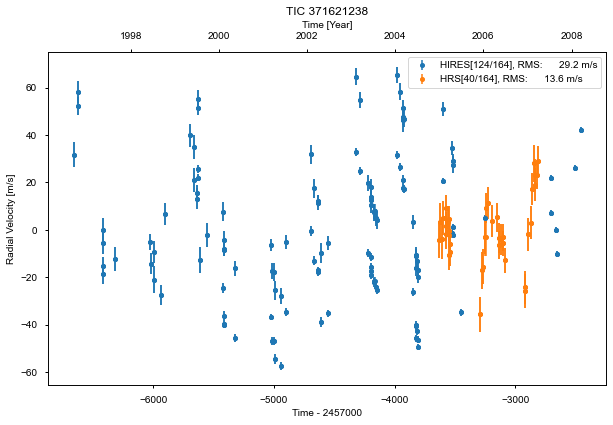 TIC 371621238
Time [Year]
1998 2000 2002 2004 2006 2008
HIRES[124/164], RMS: 29.2 m/s
HRS[40/164], RMS: 13.6 m/s
60
40
20
0
−20
−40
−60
Radial Velocity [m/s]
−6000 −5000 −4000 −3000
Time - 2457000